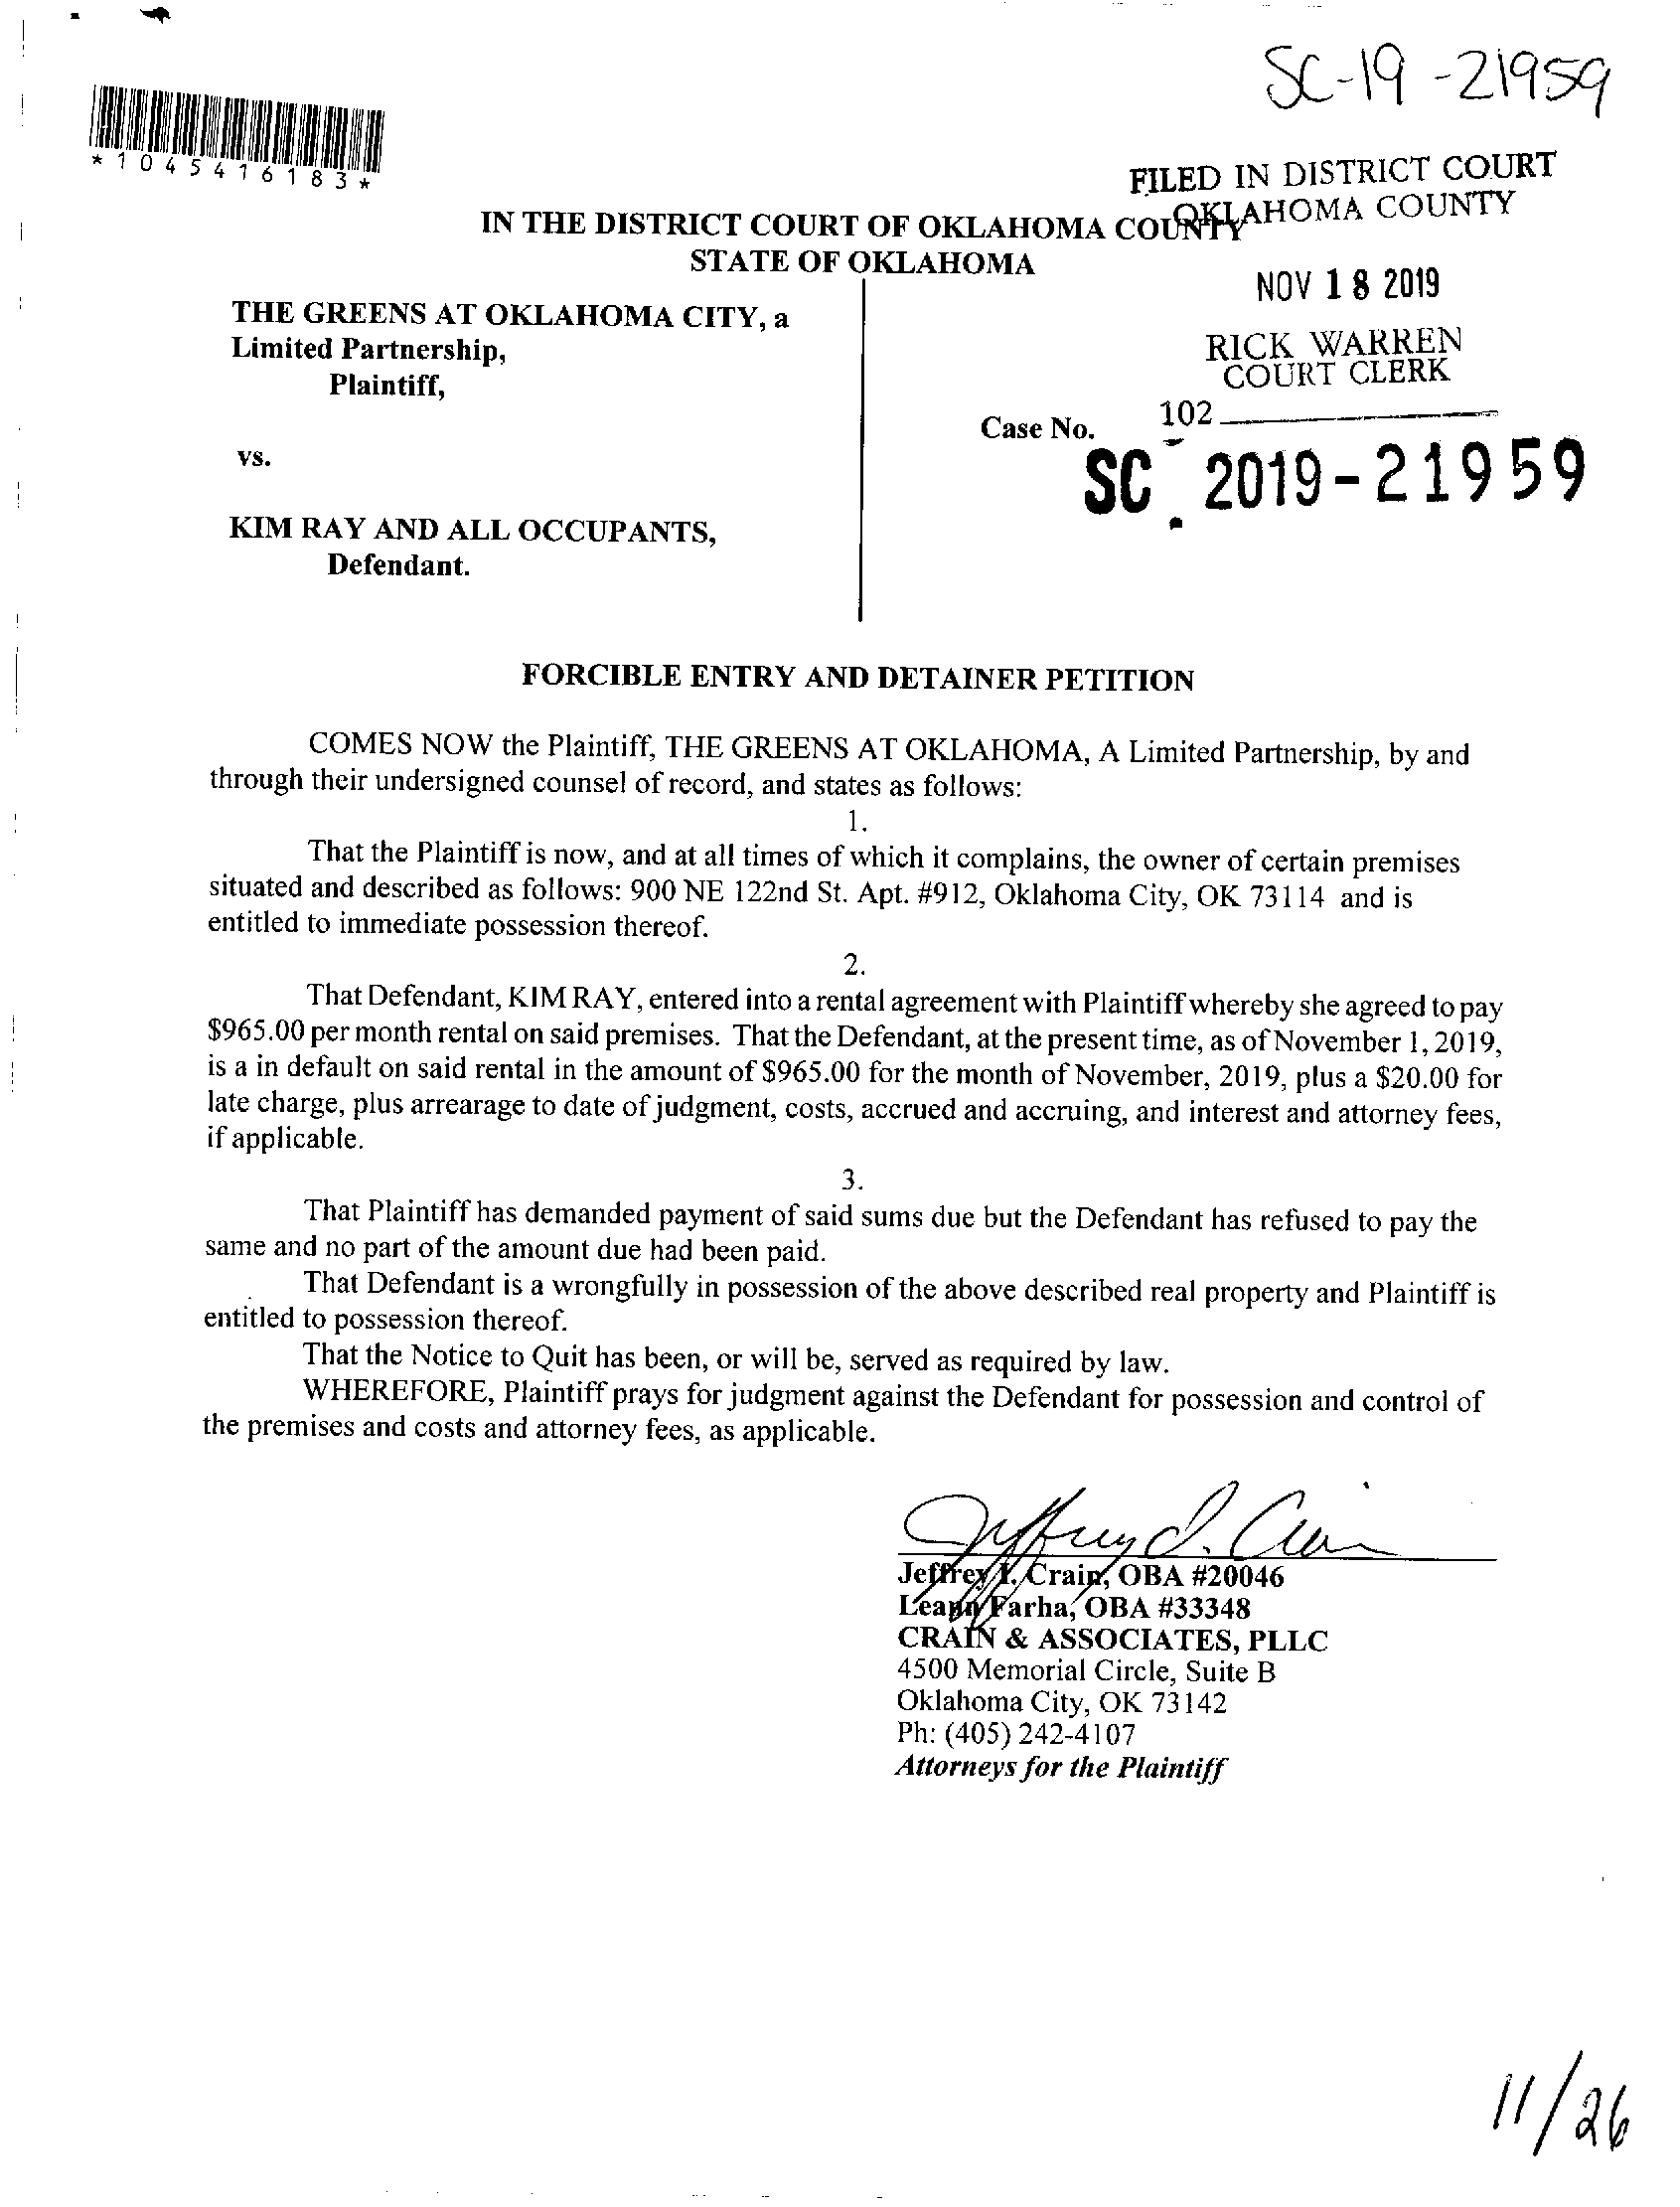 SC-19-21959
*1045416183*
FILED IN DISTRICT COURT
OKLAHOMA COUNTY
IN THE DISTRICT COURT OF OKLAHOMA COUNTY
STATE OF OKLAHOMA
NOV 18 2019
THE GREENS AT OKLAHOMA CITY, a
Limited Partnership,
Plaintiff,
RICK WARREN
COURT CLERK
102
Case No.
SC 2019-21959
vs.
KIM RAY AND ALL OCCUPANTS,
Defendant.
FORCIBLE ENTRY AND DETAINER PETITION
COMES NOW the Plaintiff, THE GREENS AT OKLAHOMA, A Limited Partnership, by and
through their undersigned counsel of record, and states as follows:
1.
That the Plaintiff is now, and at all times of which it complains, the owner of certain premises
situated and described as follows: 900 NE 122nd St. Apt. #912, Oklahoma City, OK 73114 and is
entitled to immediate possession thereof.
2.
That Defendant, KIM RAY, entered into a rental agreement with Plaintiff whereby she agreed to pay
$965.00 per month rental on said premises. That the Defendant, at the present time, as of November 1, 2019,
is a in default on said rental in the amount of $965.00 for the month of November, 2019, plus a $20.00 for
late charge, plus arrearage to date of judgment, costs, accrued and accruing, and interest and attorney fees,
if applicable.
3.
That Plaintiff has demanded payment of said sums due but the Defendant has refused to pay the
same and no part of the amount due had been paid.
That Defendant is a wrongfully in possession of the above described real property and Plaintiff is
entitled to possession thereof.
That the Notice to Quit has been, or will be, served as required by law.
WHEREFORE, Plaintiff prays for judgment against the Defendant for possession and control of
the premises and costs and attorney fees, as applicable.
Jeffrey I. Crain
Jeffrey I. Crain, OBA #20046
Leann Farha, OBA #33348
CRAIN & ASSOCIATES, PLLC
4500 Memorial Circle, Suite B
Oklahoma City, OK 73142
Ph: (405) 242-4107
Attorneys for the Plaintiff
11/26